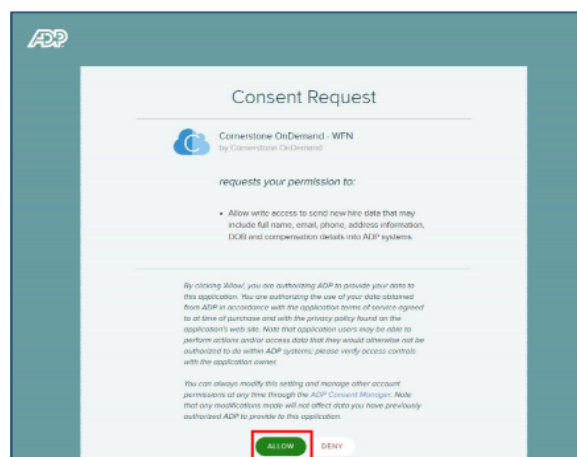 ADP
Consent Request
Cornerstone OnDemand - WFN
by Cornerstone OnDemand
requests your permission to:
• Allow write access to send new hire data that may
include full name, email, phone, address information,
DOB and compensation details into ADP systems.
By clicking 'Allow', you are authorizing ADP to provide your data to
this application. You are authorizing the use of your data obtained
from ADP in accordance with the application terms of service agreed
to at time of purchase and with the privacy policy found on the
application's web site. Note that application users may be able to
perform actions and/or access data that they would otherwise not be
authorized to do within ADP systems; please verify access controls
with the application owner.
You can always modify this setting and manage other account
permissions at any time through the ADP Consent Manager. Note
that any modifications made will not affect data you have previously
authorized ADP to provide to this application.
ALLOW DENY